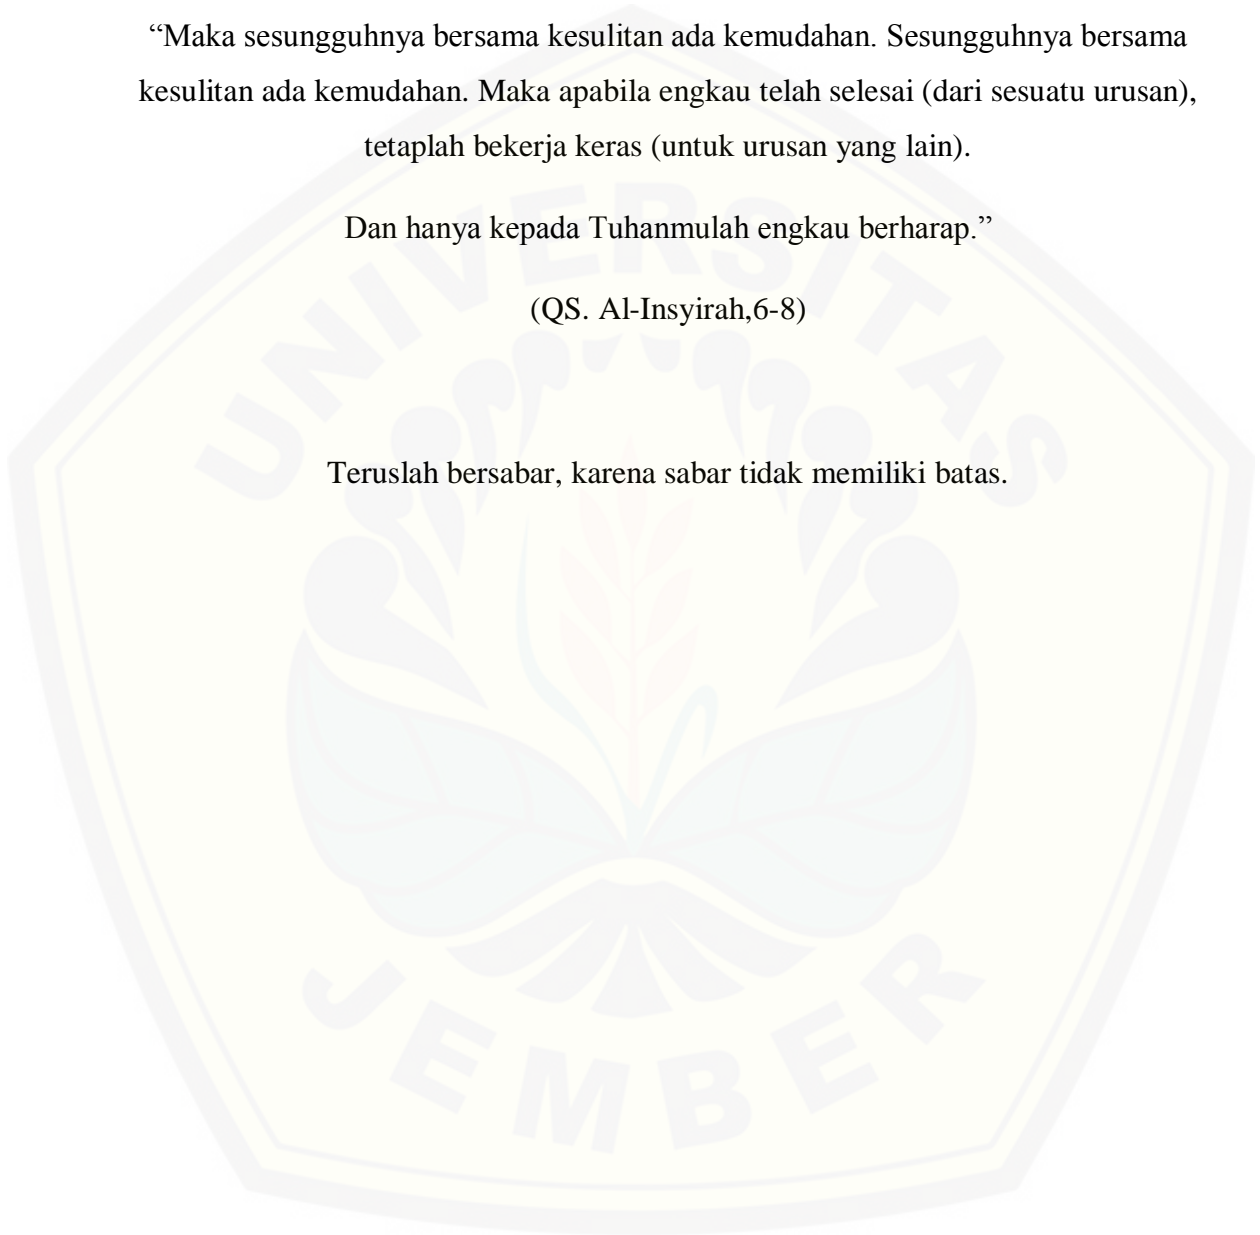 “Maka sesungguhnya bersama kesulitan ada kemudahan. Sesungguhnya bersama
kesulitan ada kemudahan. Maka apabila engkau telah selesai (dari sesuatu urusan),
tetaplah bekerja keras (untuk urusan yang lain).
Dan hanya kepada Tuhanmulah engkau berharap.”
(QS. Al-Insyirah,6-8)
Teruslah bersabar, karena sabar tidak memiliki batas.
UNIVERSITAS
JEMBER